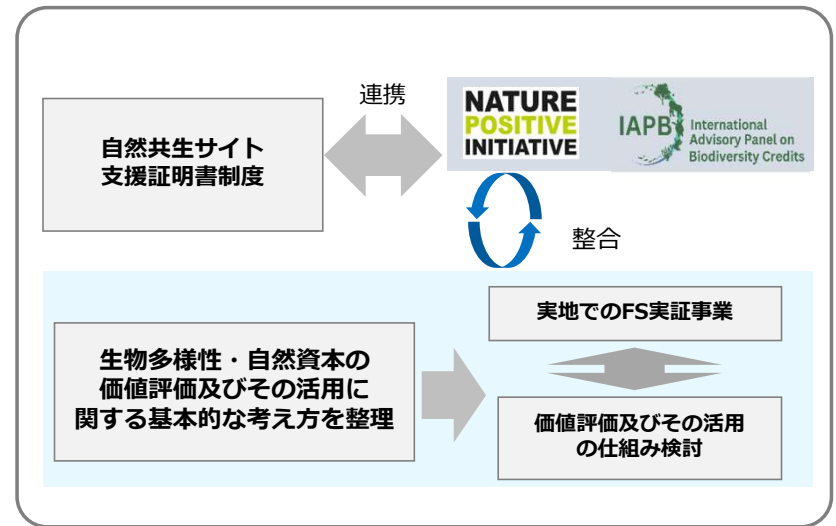 連携
自然共生サイト
支援証明書制度
NATURE
POSITIVE
INITIATIVE
IAPB
International
Advisory Panel on
Biodiversity Credits
整合
実地でのFS実証事業
生物多様性・自然資本の
価値評価及びその活用に
関する基本的な考え方を整理
価値評価及びその活用
の仕組み検討